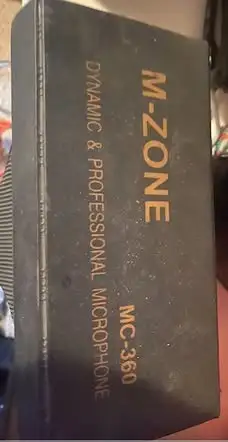 M-ZONE
MC-360
DYNAMIC & PROFESSIONAL MICROPHONE